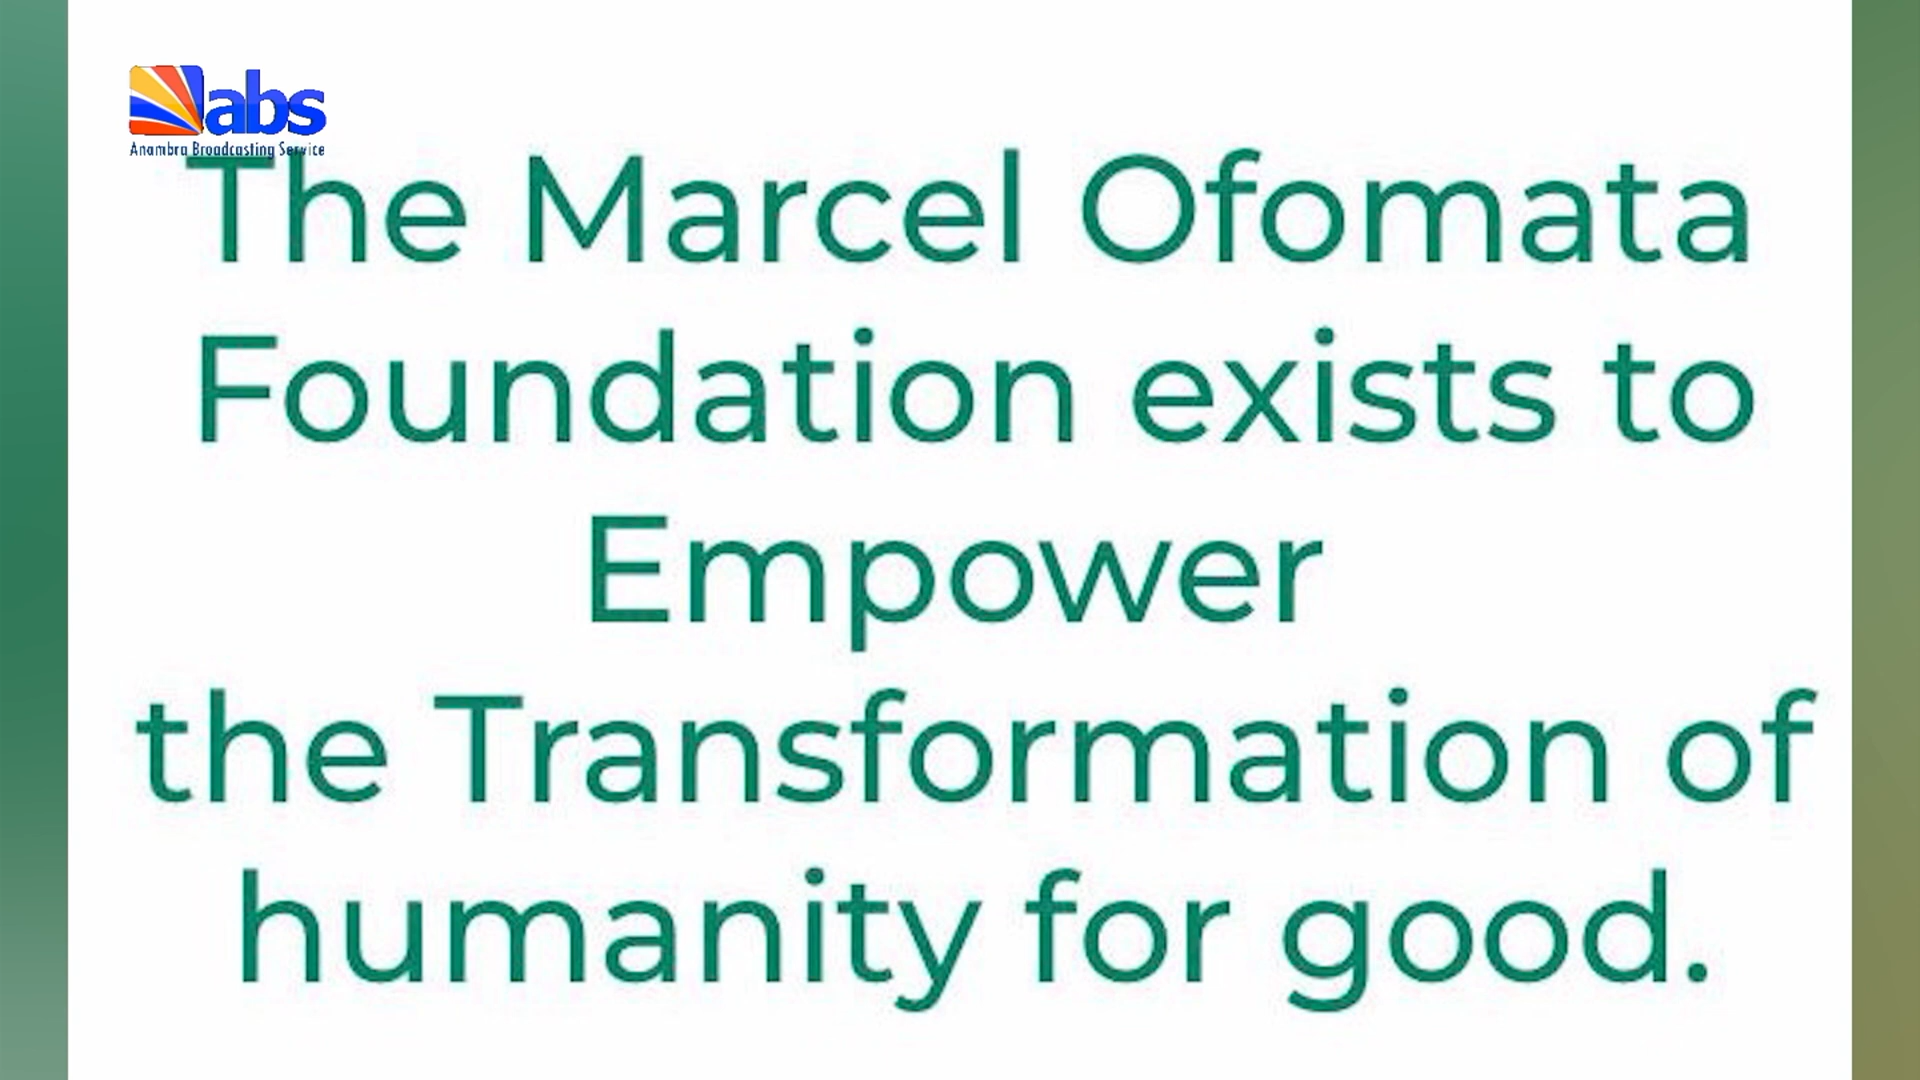 abs
Anambra Broadcasting Service
The Marcel Ofomata
Foundation exists to
Empower
the Transformation of
humanity for good.